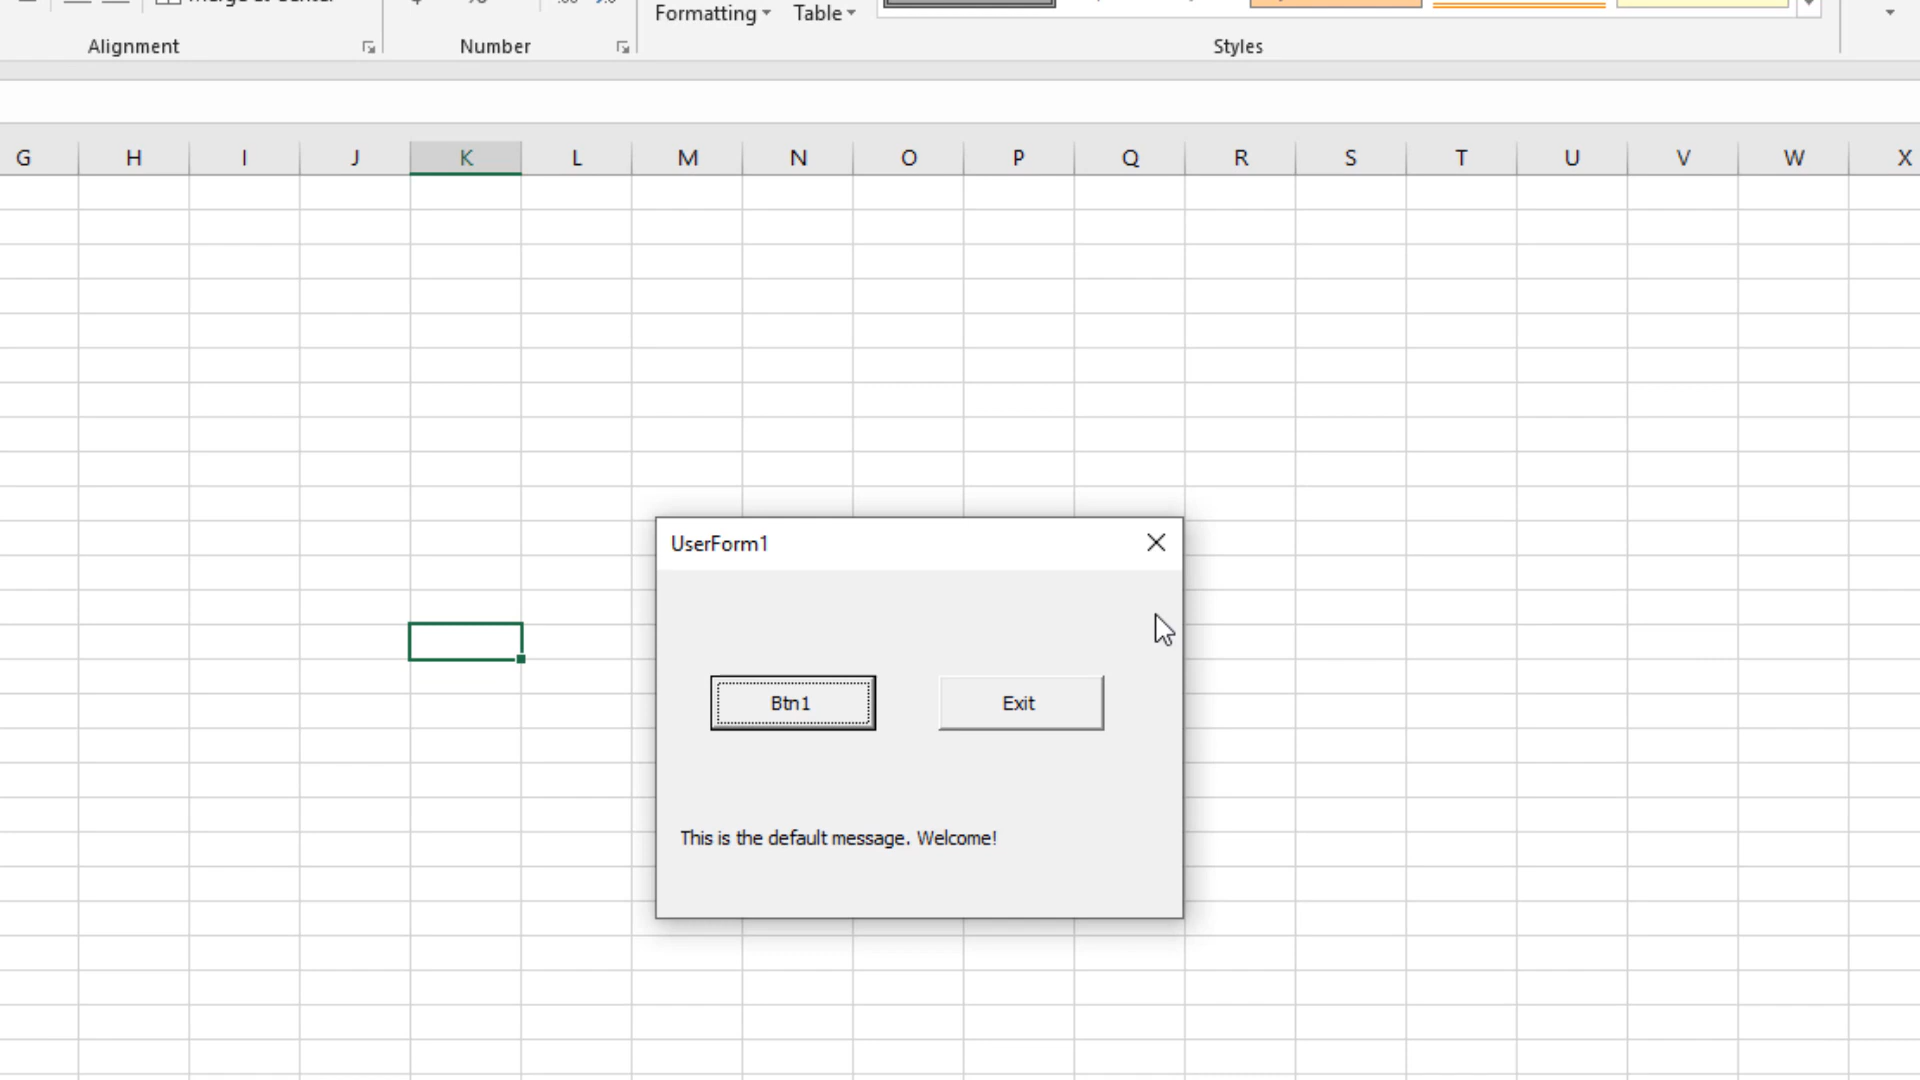 Formatting Table
Alignment Number Styles
G H I J K L M N O P Q R S T U V W X
UserForm1
Btn1 Exit
This is the default message. Welcome!